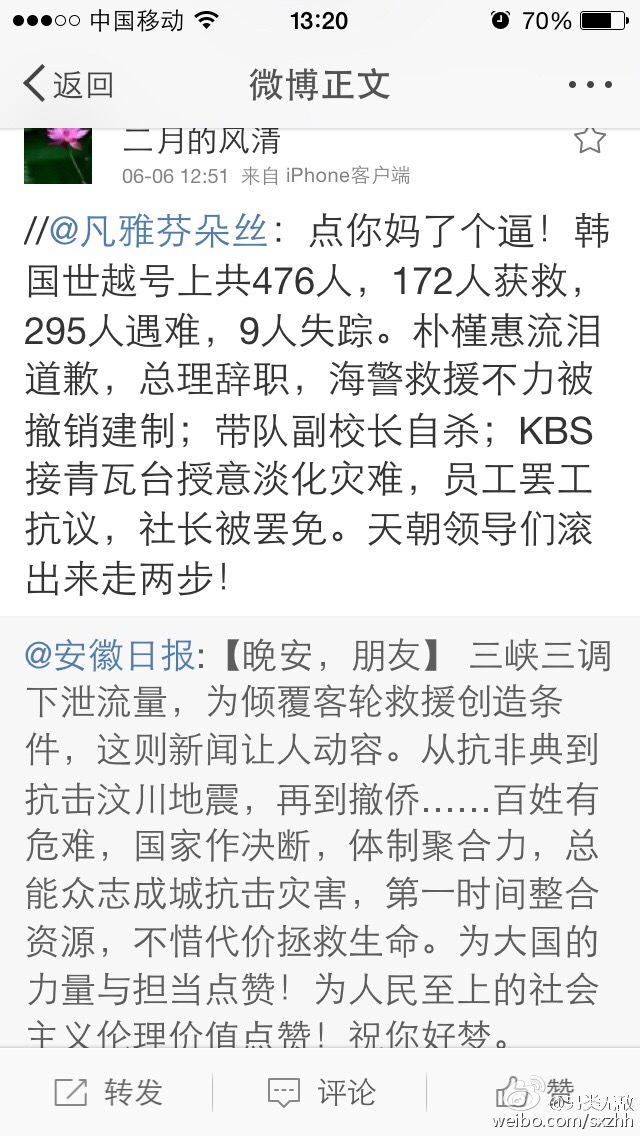 中国移动 13:20 70%
返回 微博正文
二月的风清
06-06 12:51 来自 iPhone客户端
//@凡雅芬朵丝：点你妈了个逼！韩
国世越号上共476人，172人获救，
295人遇难，9人失踪。朴槿惠流泪
道歉，总理辞职，海警救援不力被
撤销建制；带队副校长自杀；KBS
接青瓦台授意淡化灾难，员工罢工
抗议，社长被罢免。天朝领导们滚
出来走两步！
@安徽日报:【晚安，朋友】三峡三调
下泄流量，为倾覆客轮救援创造条
件，这则新闻让人动容。从抗非典到
抗击汶川地震，再到撤侨……百姓有
危难，国家作决断，体制聚合力，总
能众志成城抗击灾害，第一时间整合
资源，不惜代价拯救生命。为大国的
力量与担当点赞！为人民至上的社会
主义伦理价值点赞！祝你好梦。
转发 评论 赞
weibo.com/sxzhh